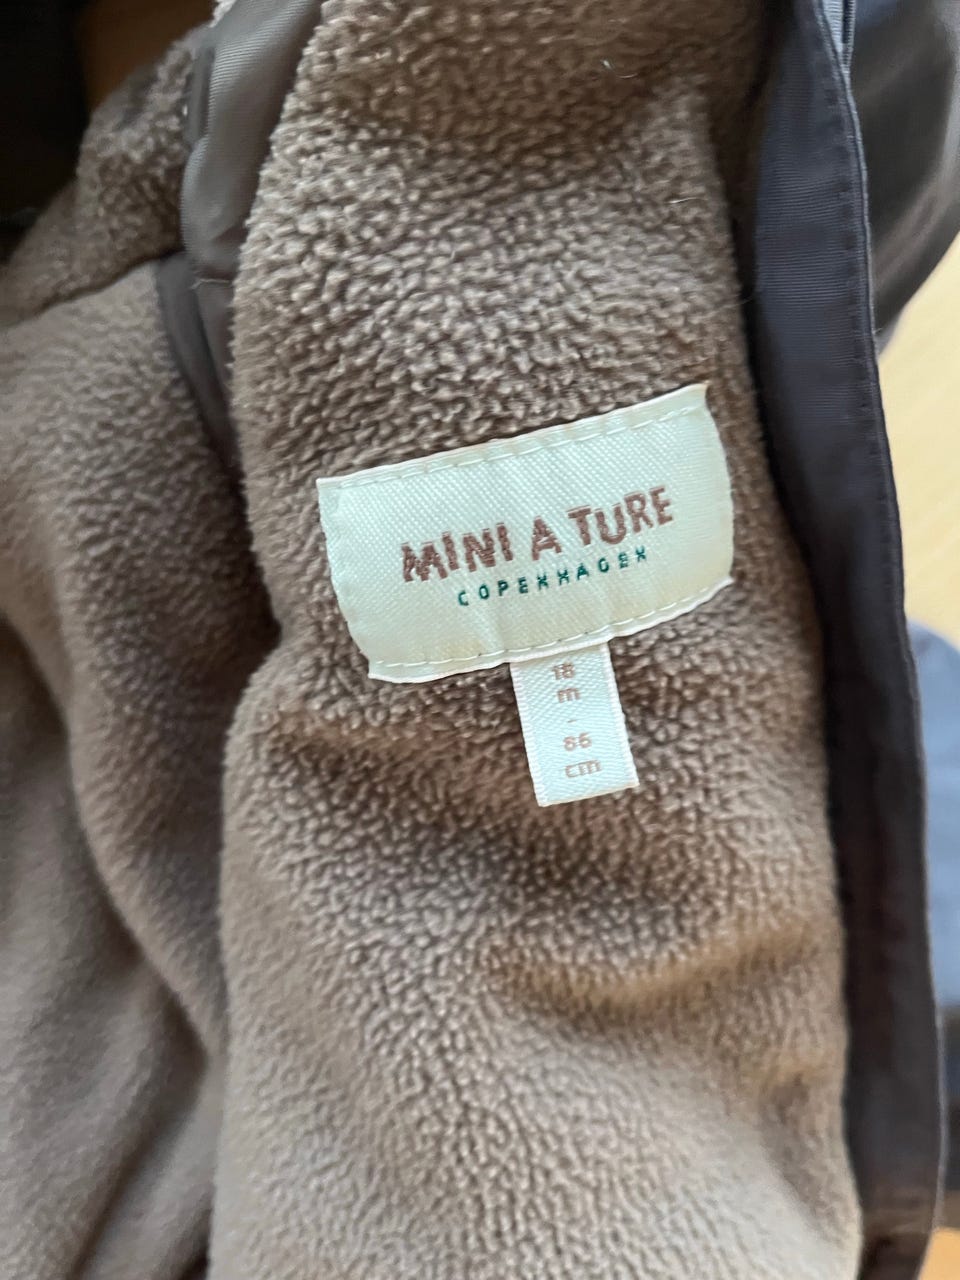 MINI A TURE
COPENHAGEN
18
m
-
86
cm